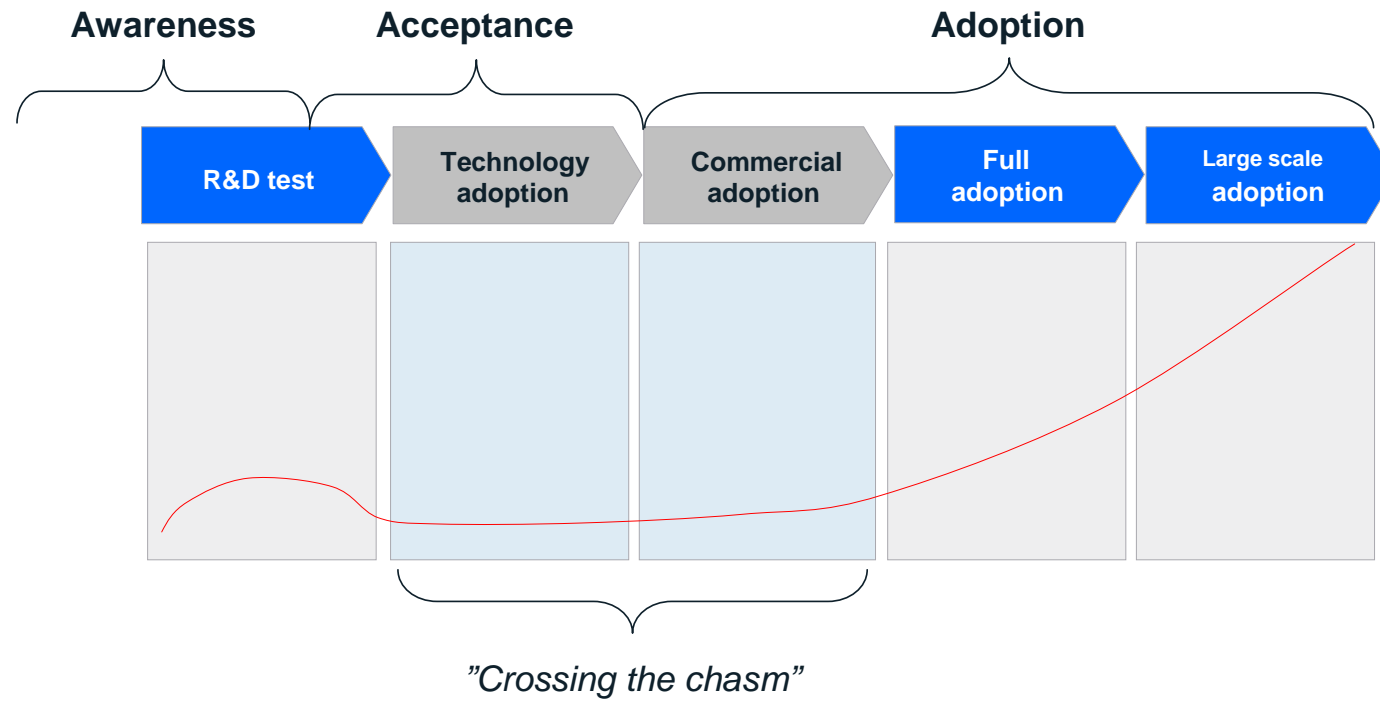 Awareness
Acceptance
Adoption
R&D test
Technology
adoption
Commercial
adoption
Full
adoption
Large scale
adoption
”Crossing the chasm”